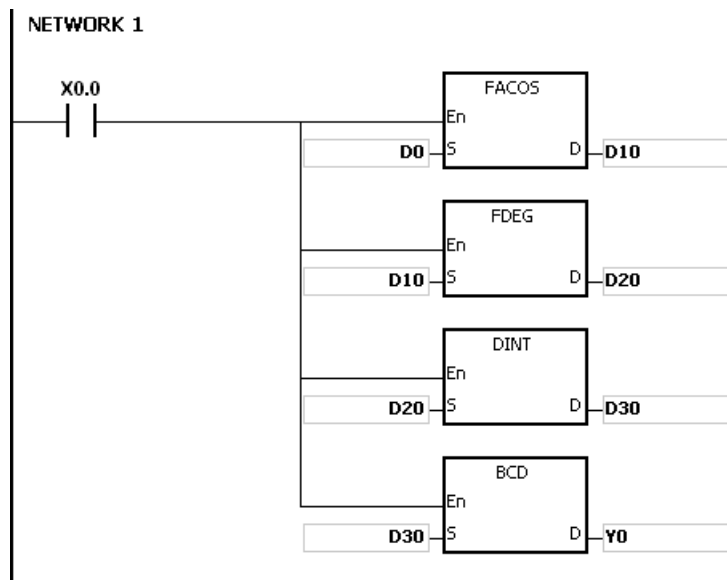 NETWORK 1
X0.0
FACOS
En
D0 S D D10
FDEG
En
D10 S D D20
DINT
En
D20 S D D30
BCD
En
D30 S D Y0